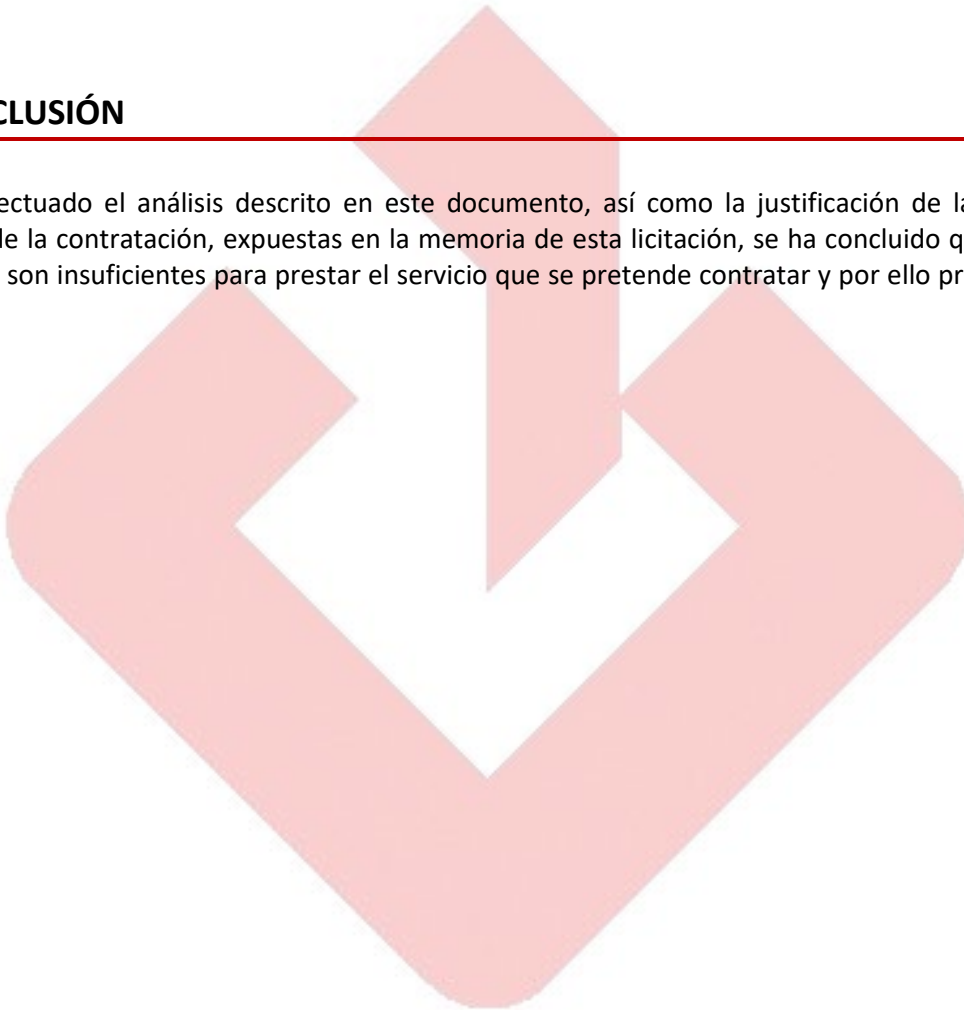 CLUSIÓN
ectuado el análisis descrito en este documento, así como la justificación de la
de la contratación, expuestas en la memoria de esta licitación, se ha concluido q
son insuficientes para prestar el servicio que se pretende contratar y por ello pr